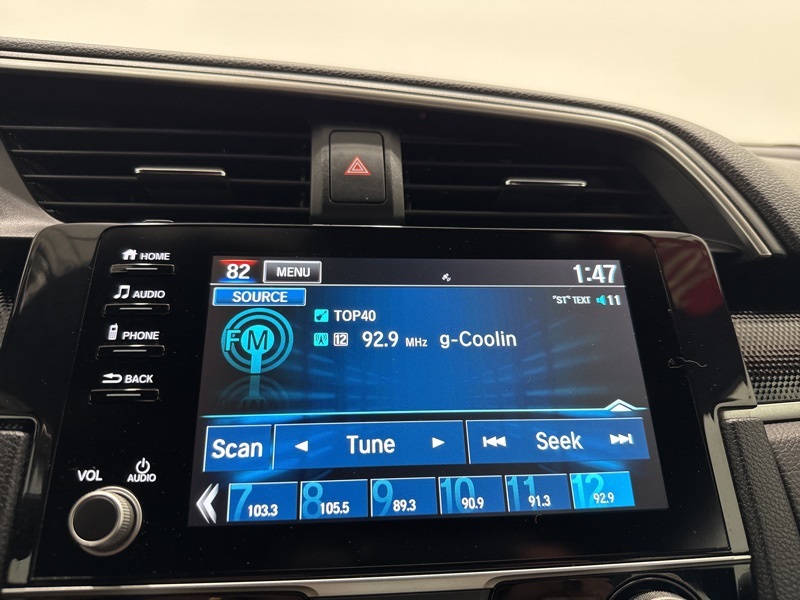 HOME
AUDIO
PHONE
BACK
VOL
AUDIO
82
MENU
1:47
SOURCE
"ST" TEXT
11
FM
TOP40
12
92.9 MHz g-Coolin
Scan
Tune
Seek
7 103.3
8 105.5
9 89.3
10 90.9
11 91.3
12 92.9